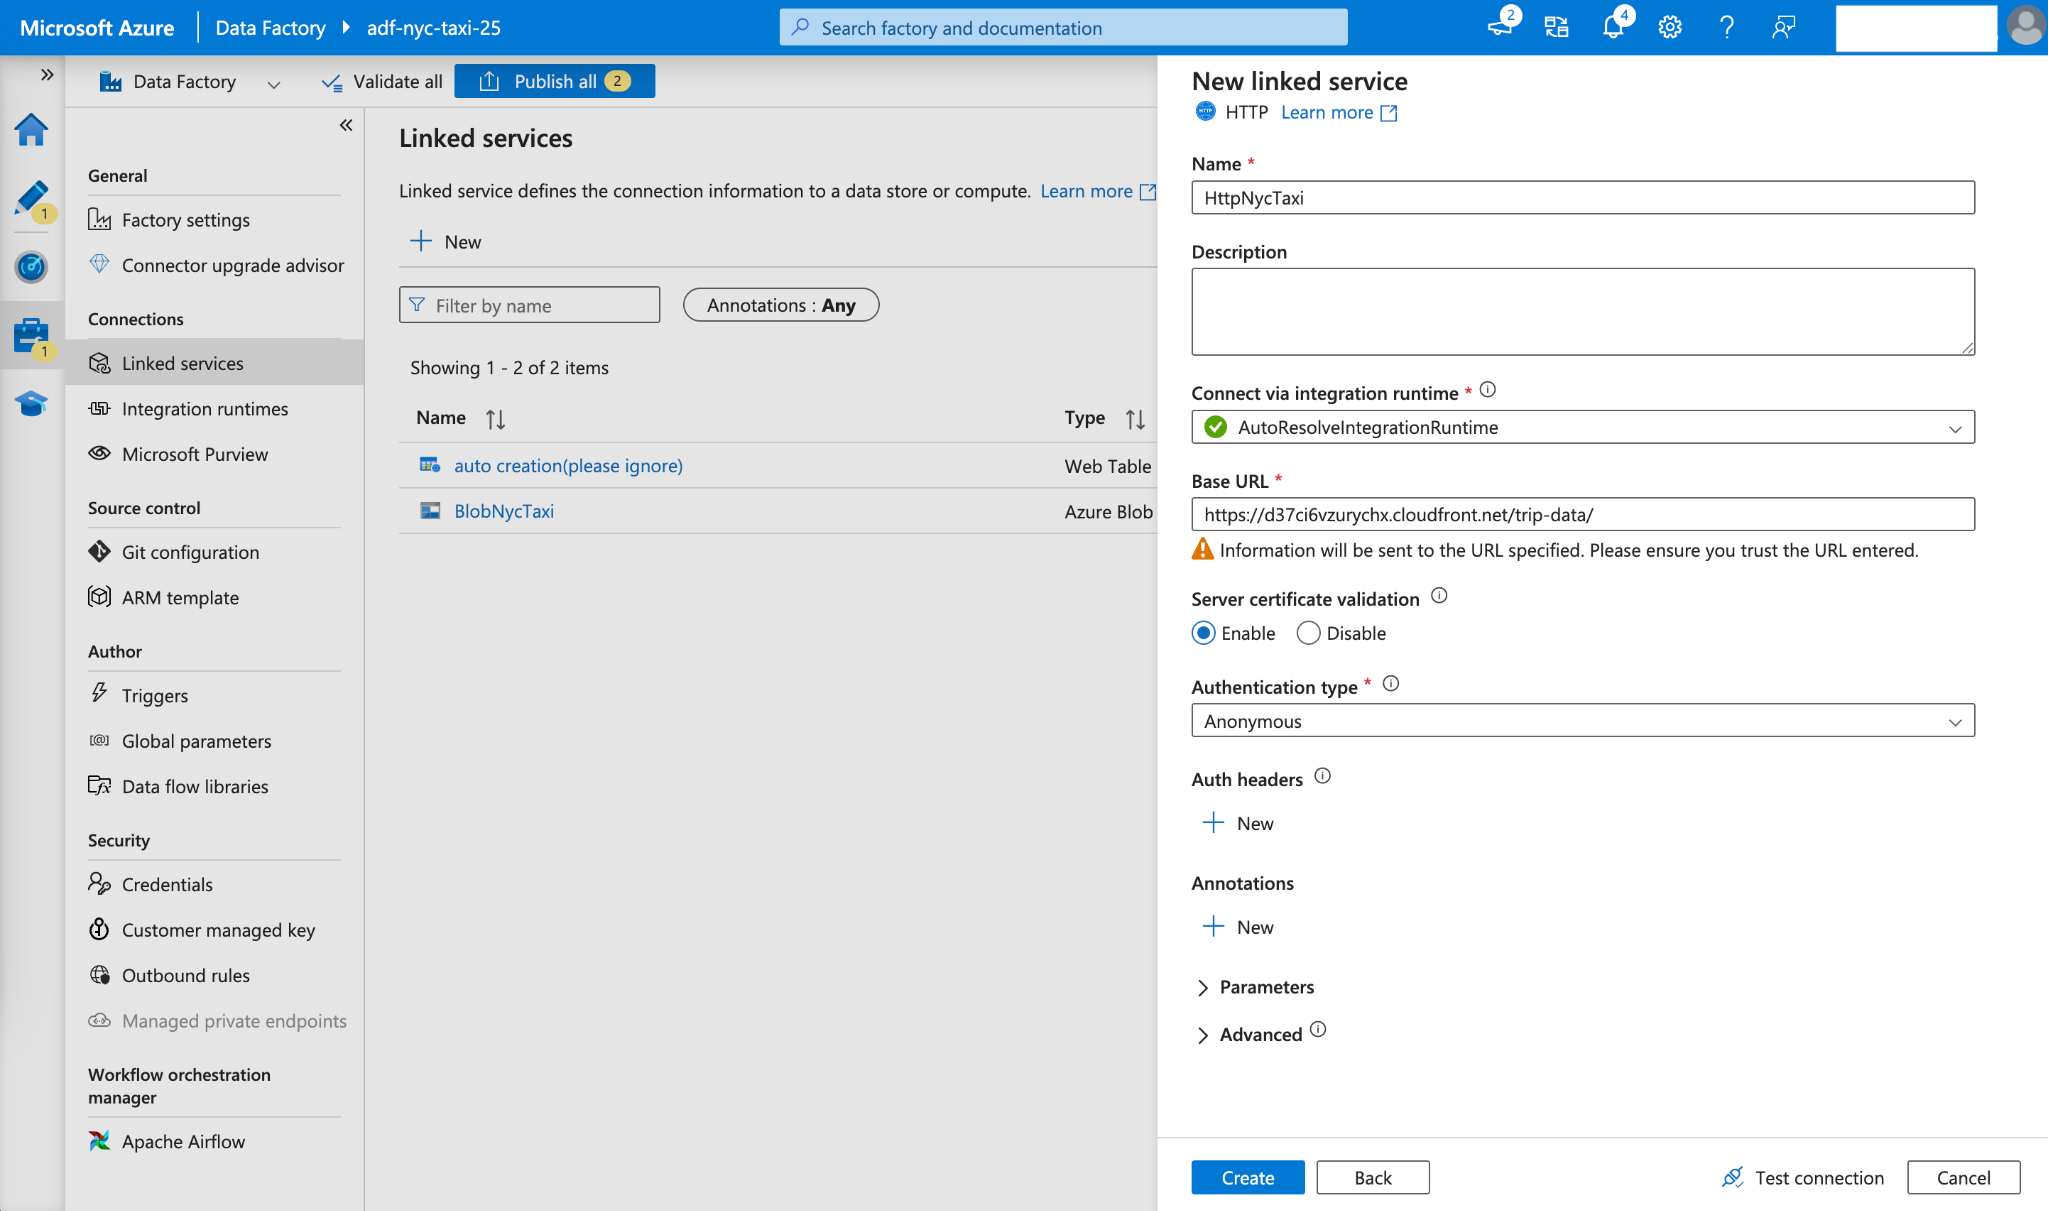 Microsoft Azure
Data Factory
adf-nyc-taxi-25
Search factory and documentation
2
4
Data Factory
Validate all
Publish all 2
1
1
General
Factory settings
Connector upgrade advisor
Connections
Linked services
Integration runtimes
Microsoft Purview
Source control
Git configuration
ARM template
Author
Triggers
Global parameters
Data flow libraries
Security
Credentials
Customer managed key
Outbound rules
Managed private endpoints
Workflow orchestration
manager
Apache Airflow
Linked services
Linked service defines the connection information to a data store or compute. Learn more
New
Filter by name
Annotations : Any
Showing 1 - 2 of 2 items
Name Type
auto creation(please ignore) Web Table
BlobNycTaxi Azure Blob
New linked service
HTTP HTTP Learn more
Name *
HttpNycTaxi
Description
Connect via integration runtime *
AutoResolveIntegrationRuntime
Base URL *
https://d37ci6vzurychx.cloudfront.net/trip-data/
Information will be sent to the URL specified. Please ensure you trust the URL entered.
Server certificate validation
Enable Disable
Authentication type *
Anonymous
Auth headers
New
Annotations
New
Parameters
Advanced
Create Back Test connection Cancel